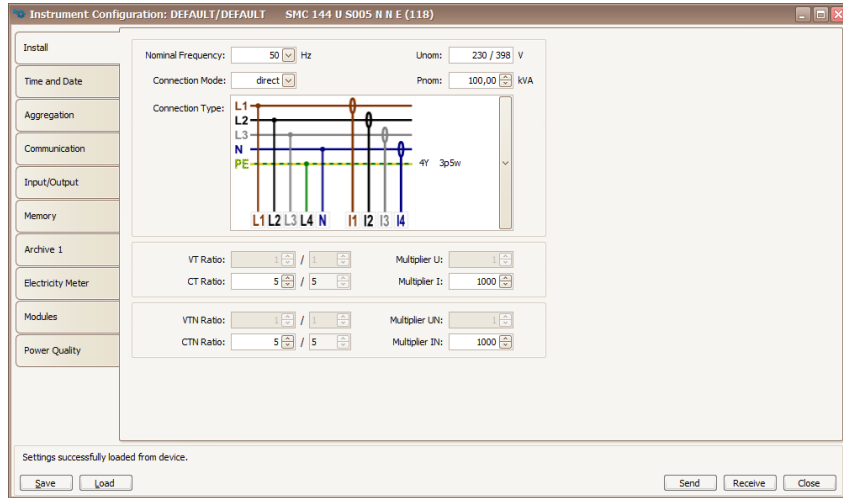 Instrument Configuration: DEFAULT/DEFAULT SMC 144 U S005 N N E (118)
Install
Time and Date
Aggregation
Communication
Input/Output
Memory
Archive 1
Electricity Meter
Modules
Power Quality
Nominal Frequency: 50 Hz Unom: 230 / 398 V
Connection Mode: direct Pnom: 100,00 kVA
Connection Type:
L1
L2
L3
N
PE
4Y 3p5w
L1 L2 L3 L4 N I1 I2 I3 I4
VT Ratio: 1 / 1 Multiplier U: 1
CT Ratio: 5 / 5 Multiplier I: 1000
VTN Ratio: 1 / 1 Multiplier UN: 1
CTN Ratio: 5 / 5 Multiplier IN: 1000
Settings successfully loaded from device.
Save Load Send Receive Close